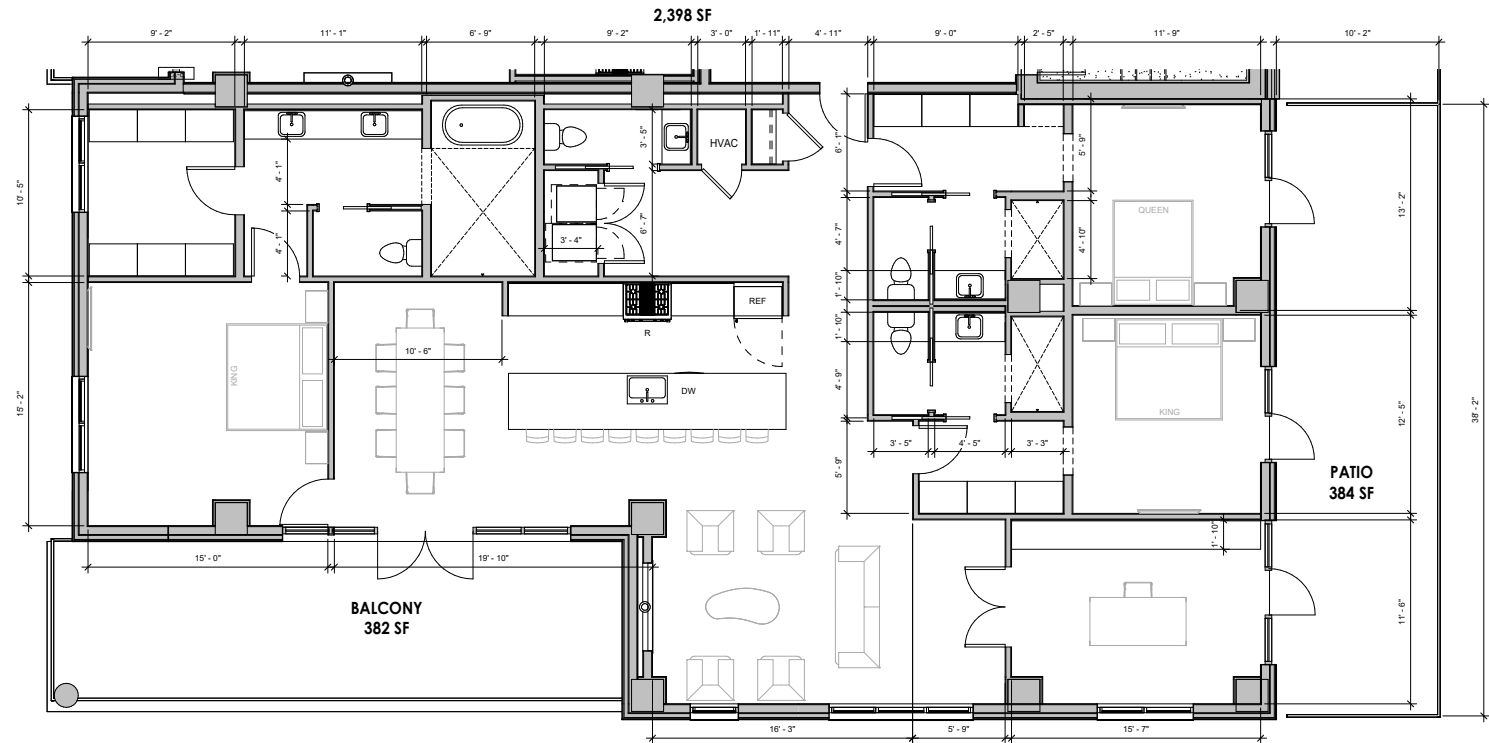 2,398 SF
9' - 2"
11' - 1"
6' - 9"
9' - 2"
3' - 0"
1' - 11"
4' - 11"
9' - 0"
2' - 5"
11' - 9"
10' - 2"
10' - 5"
4' - 1"
4' - 1"
3' - 5"
HVAC
6' - 7"
3' - 4"
6' - 1"
5' - 9"
4' - 7"
4' - 10"
1' - 10"
QUEEN
13' - 2"
REF
R
10' - 6"
KING
15' - 2"
DW
1' - 10"
4' - 9"
3' - 5"
4' - 5"
3' - 3"
5' - 9"
KING
12' - 5"
38' - 2"
PATIO
384 SF
15' - 0"
19' - 10"
1' - 10"
11' - 6"
BALCONY
382 SF
16' - 3"
5' - 9"
15' - 7"